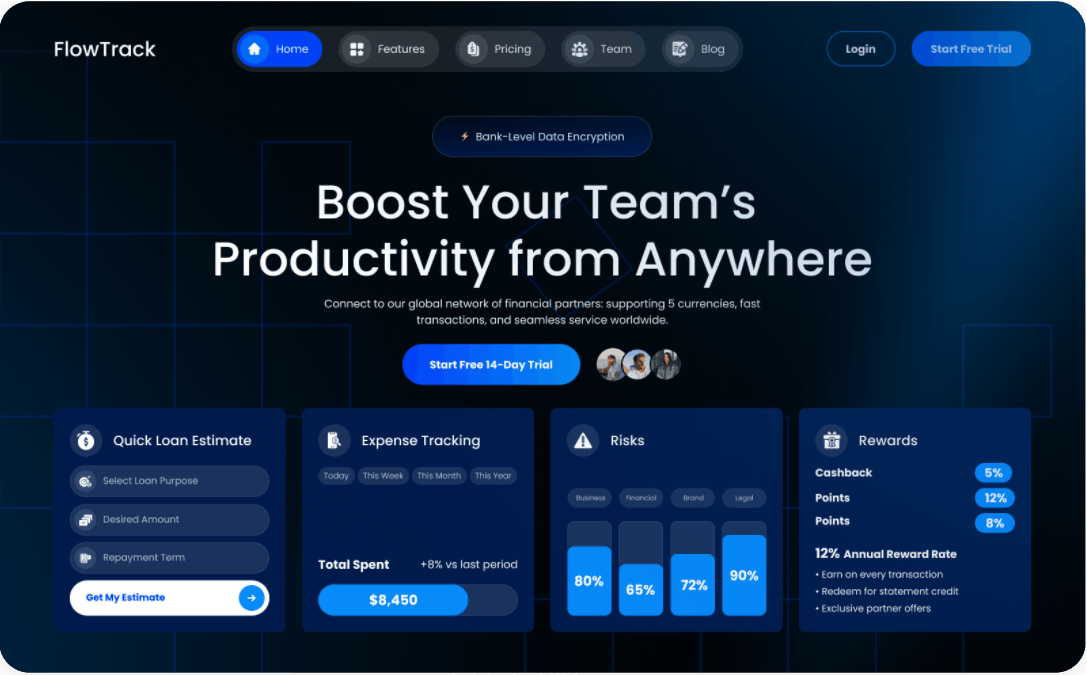 FlowTrack
Home
Features
Pricing
Team
Blog
Login
Start Free Trial
⚡ Bank-Level Data Encryption
Boost Your Team’s
Productivity from Anywhere
Connect to our global network of financial partners: supporting 5 currencies, fast
transactions, and seamless service worldwide.
Start Free 14-Day Trial
Quick Loan Estimate
Select Loan Purpose
Desired Amount
Repayment Term
Get My Estimate
Expense Tracking
Today
This Week
This Month
This Year
Total Spent
+8% vs last period
$8,450
Risks
Business
Financial
Brand
Legal
80%
65%
72%
90%
Rewards
Cashback 5%
Points 12%
Points 8%
12% Annual Reward Rate
• Earn on every transaction
• Redeem for statement credit
• Exclusive partner offers